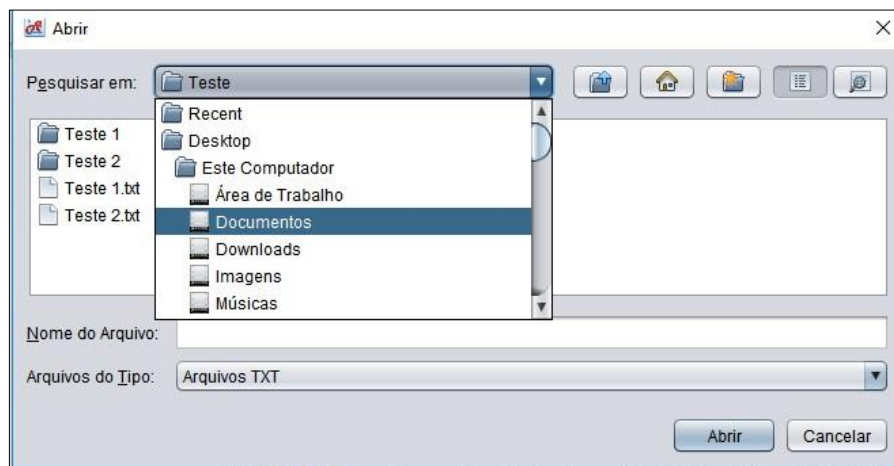 Abrir
Pesquisar em: Teste
Recent
Desktop
Este Computador
Área de Trabalho
Documentos
Downloads
Imagens
Músicas
Teste 1
Teste 2
Teste 1.txt
Teste 2.txt
Nome do Arquivo:
Arquivos do Tipo: Arquivos TXT
Abrir Cancelar